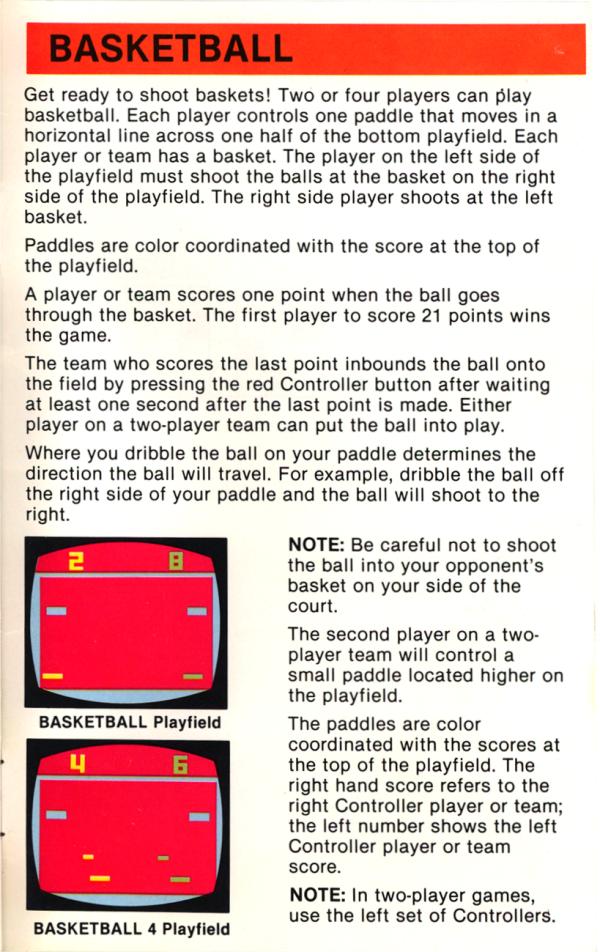 BASKETBALL
Get ready to shoot baskets! Two or four players can play
basketball. Each player controls one paddle that moves in a
horizontal line across one half of the bottom playfield. Each
player or team has a basket. The player on the left side of
the playfield must shoot the balls at the basket on the right
side of the playfield. The right side player shoots at the left
basket.
Paddles are color coordinated with the score at the top of
the playfield.
A player or team scores one point when the ball goes
through the basket. The first player to score 21 points wins
the game.
The team who scores the last point inbounds the ball onto
the field by pressing the red Controller button after waiting
at least one second after the last point is made. Either
player on a two-player team can put the ball into play.
Where you dribble the ball on your paddle determines the
direction the ball will travel. For example, dribble the ball off
the right side of your paddle and the ball will shoot to the
right.
2 8
BASKETBALL Playfield
4 6
BASKETBALL 4 Playfield
NOTE: Be careful not to shoot
the ball into your opponent's
basket on your side of the
court.
The second player on a two-
player team will control a
small paddle located higher on
the playfield.
The paddles are color
coordinated with the scores at
the top of the playfield. The
right hand score refers to the
right Controller player or team;
the left number shows the left
Controller player or team
score.
NOTE: In two-player games,
use the left set of Controllers.